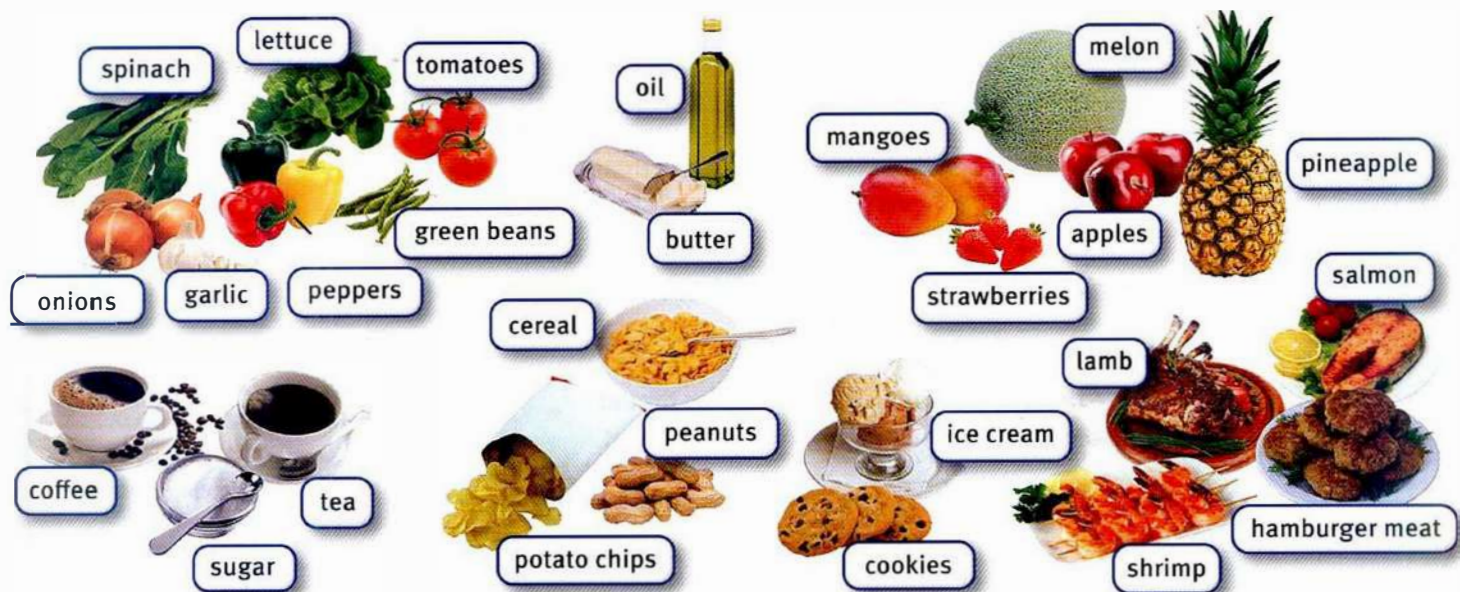 spinach
lettuce
tomatoes
onions
garlic
peppers
green beans
oil
butter
mangoes
melon
apples
strawberries
pineapple
coffee
sugar
tea
cereal
peanuts
potato chips
ice cream
cookies
lamb
salmon
shrimp
hamburger meat